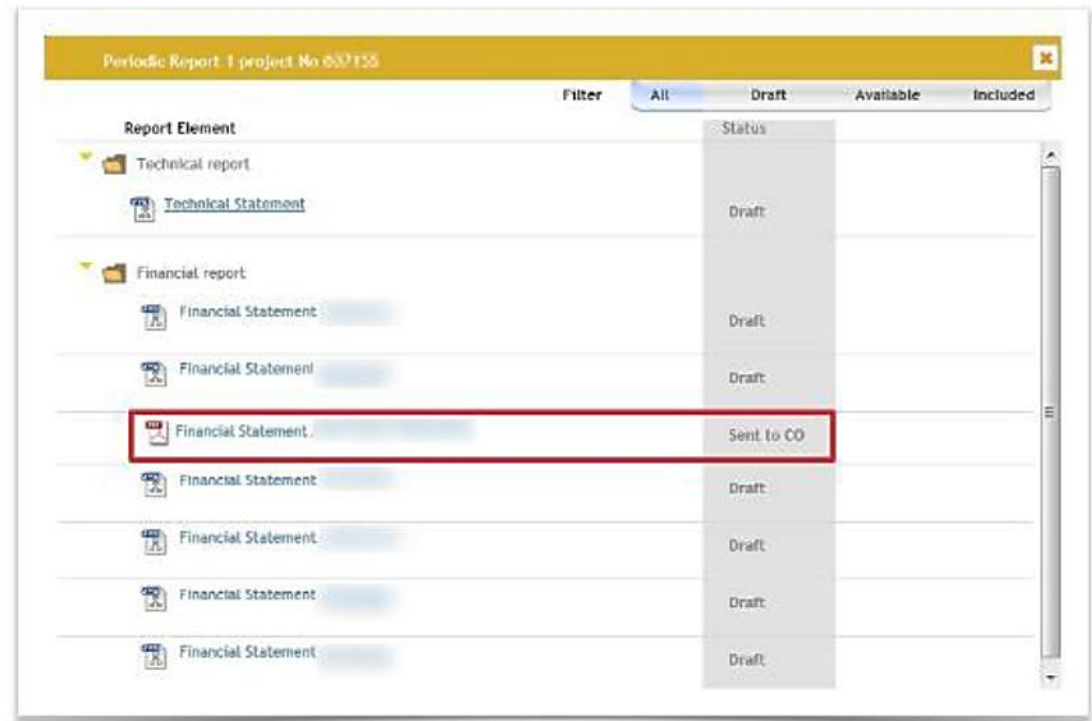 Periodic Report 1 project No
Filter All Draft Available Included
Report Element Status
Technical report
Technical Statement Draft
Financial report
Financial Statement Draft
Financial Statement Draft
Financial Statement Sent to CO
Financial Statement Draft
Financial Statement Draft
Financial Statement Draft
Financial Statement Draft